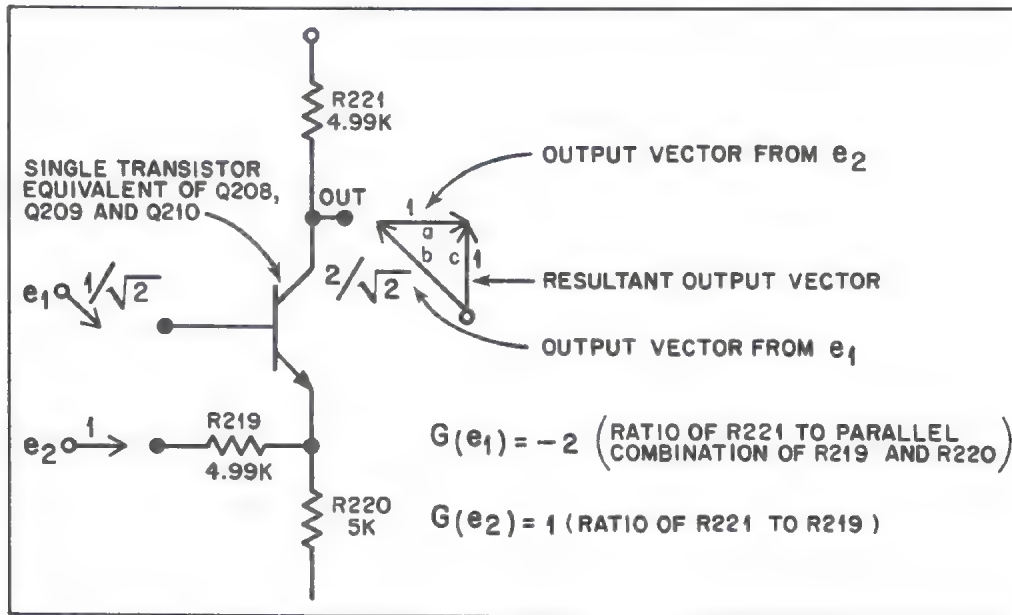 R221
4.99K
SINGLE TRANSISTOR
EQUIVALENT OF Q208,
Q209 AND Q210
OUT
OUTPUT VECTOR FROM e2
1
a
b
c
1
2/√2
RESULTANT OUTPUT VECTOR
OUTPUT VECTOR FROM e1
e1
1/√2
e2
1
R219
4.99K
R220
5K
G(e1) = -2 (RATIO OF R221 TO PARALLEL
COMBINATION OF R219 AND R220)
G(e2) = 1 (RATIO OF R221 TO R219)